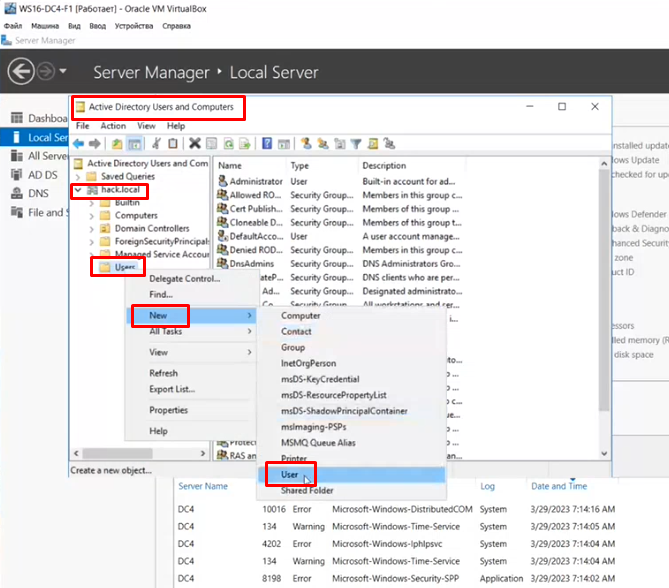 WS16-DC4-F1 [Работает] - Oracle VM VirtualBox
Файл Машина Вид Ввод Устройства Справка
Server Manager
Server Manager • Local Server
Dashboa
Local Ser
All Serve
AD DS
DNS
File and S
Active Directory Users and Computers
File Action View Help
Active Directory Users and Com
Saved Queries
hack.local
Builtin
Computers
Domain Controllers
ForeignSecurityPrincipals
Managed Service Accour
Users
Name Type Description
Administrator User Built-in account for ad...
Allowed RO... Security Group... Members in this group c...
Cert Publish... Security Group... Members of this group ...
Cloneable D... Security Group... Members of this group t...
DefaultAcco... User A user account manage...
Denied ROD... Security Group... Members in this group c...
DnsAdmins Security Group... DNS Administrators Gro...
ateP... Security Group... DNS clients who are per...
Ad... Security Group... Designated administrato...
Co... Security Group... All workstations and ser...
Protecti
RAS an
Delegate Control...
Find...
New
All Tasks
View
Refresh
Export List...
Properties
Help
Computer
Contact
Group
InetOrgPerson
msDS-KeyCredential
msDS-ResourcePropertyList
msDS-ShadowPrincipalContainer
msImaging-PSPs
MSMQ Queue Alias
Printer
User
Shared Folder
Create a new object...
nstalled updat
ows Update
hecked for up
Windows Defender
back & Diagno
hanced Securi
zone
uct ID
essors
lled memory (R
disk space
Server Name Log Date and Time
DC4 10016 Error Microsoft-Windows-DistributedCOM System 3/29/2023 7:14:16 AM
DC4 134 Warning Microsoft-Windows-Time-Service System 3/29/2023 7:14:05 AM
DC4 4202 Error Microsoft-Windows-Iphlpsvc System 3/29/2023 7:14:04 AM
DC4 134 Warning Microsoft-Windows-Time-Service System 3/29/2023 7:14:04 AM
DC4 8198 Error Microsoft-Windows-Security-SPP Application 3/29/2023 7:14:04 AM